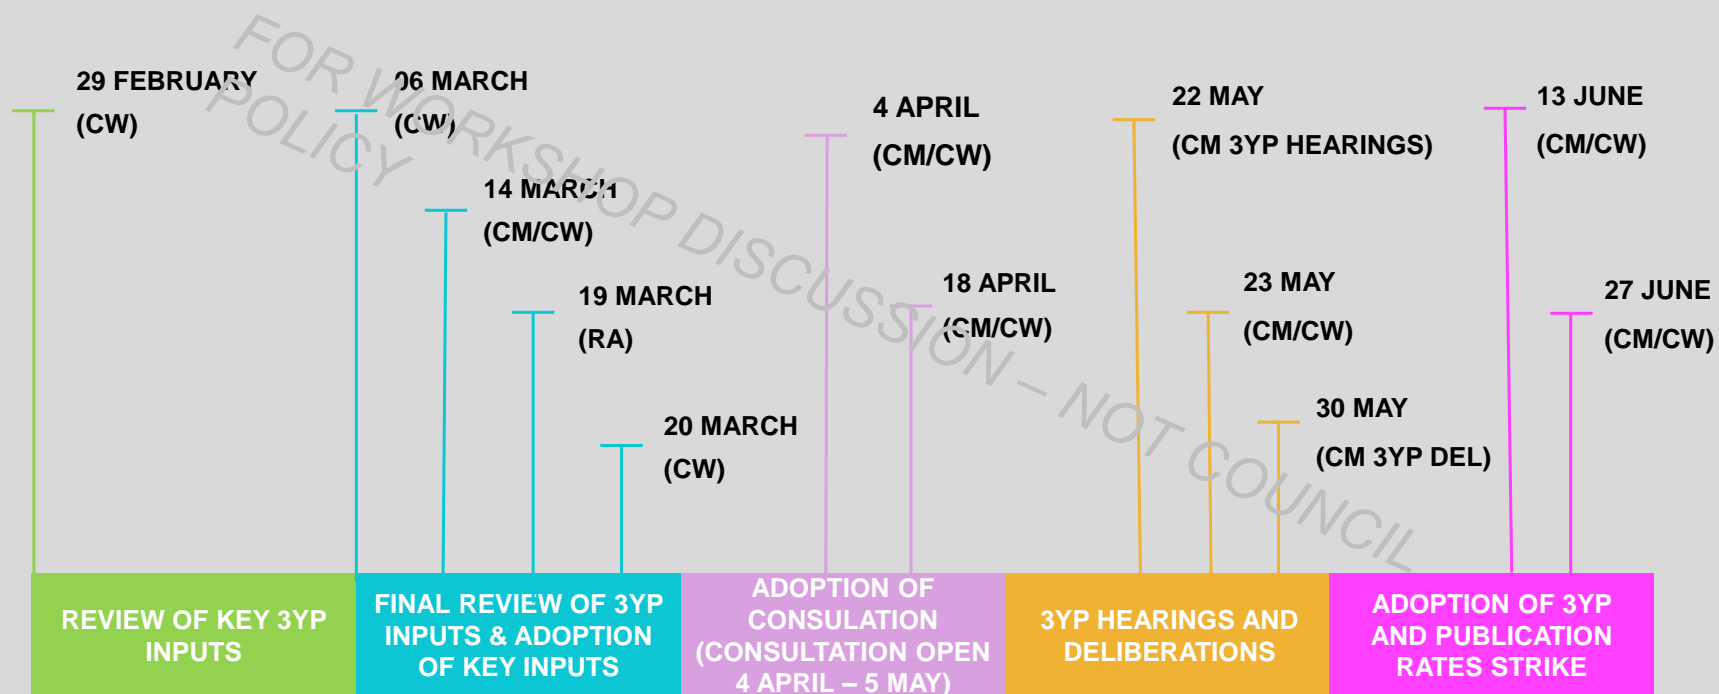 FOR WORKSHOP DISCUSSION – NOT COUNCIL
POLICY
29 FEBRUARY
(CW)
06 MARCH
(CW)
14 MARCH
(CM/CW)
19 MARCH
(RA)
20 MARCH
(CW)
4 APRIL
(CM/CW)
18 APRIL
(CM/CW)
22 MAY
(CM 3YP HEARINGS)
23 MAY
(CM/CW)
30 MAY
(CM 3YP DEL)
13 JUNE
(CM/CW)
27 JUNE
(CM/CW)
REVIEW OF KEY 3YP
INPUTS
FINAL REVIEW OF 3YP
INPUTS & ADOPTION
OF KEY INPUTS
ADOPTION OF
CONSULATION
(CONSULTATION OPEN
4 APRIL – 5 MAY)
3YP HEARINGS AND
DELIBERATIONS
ADOPTION OF 3YP
AND PUBLICATION
RATES STRIKE